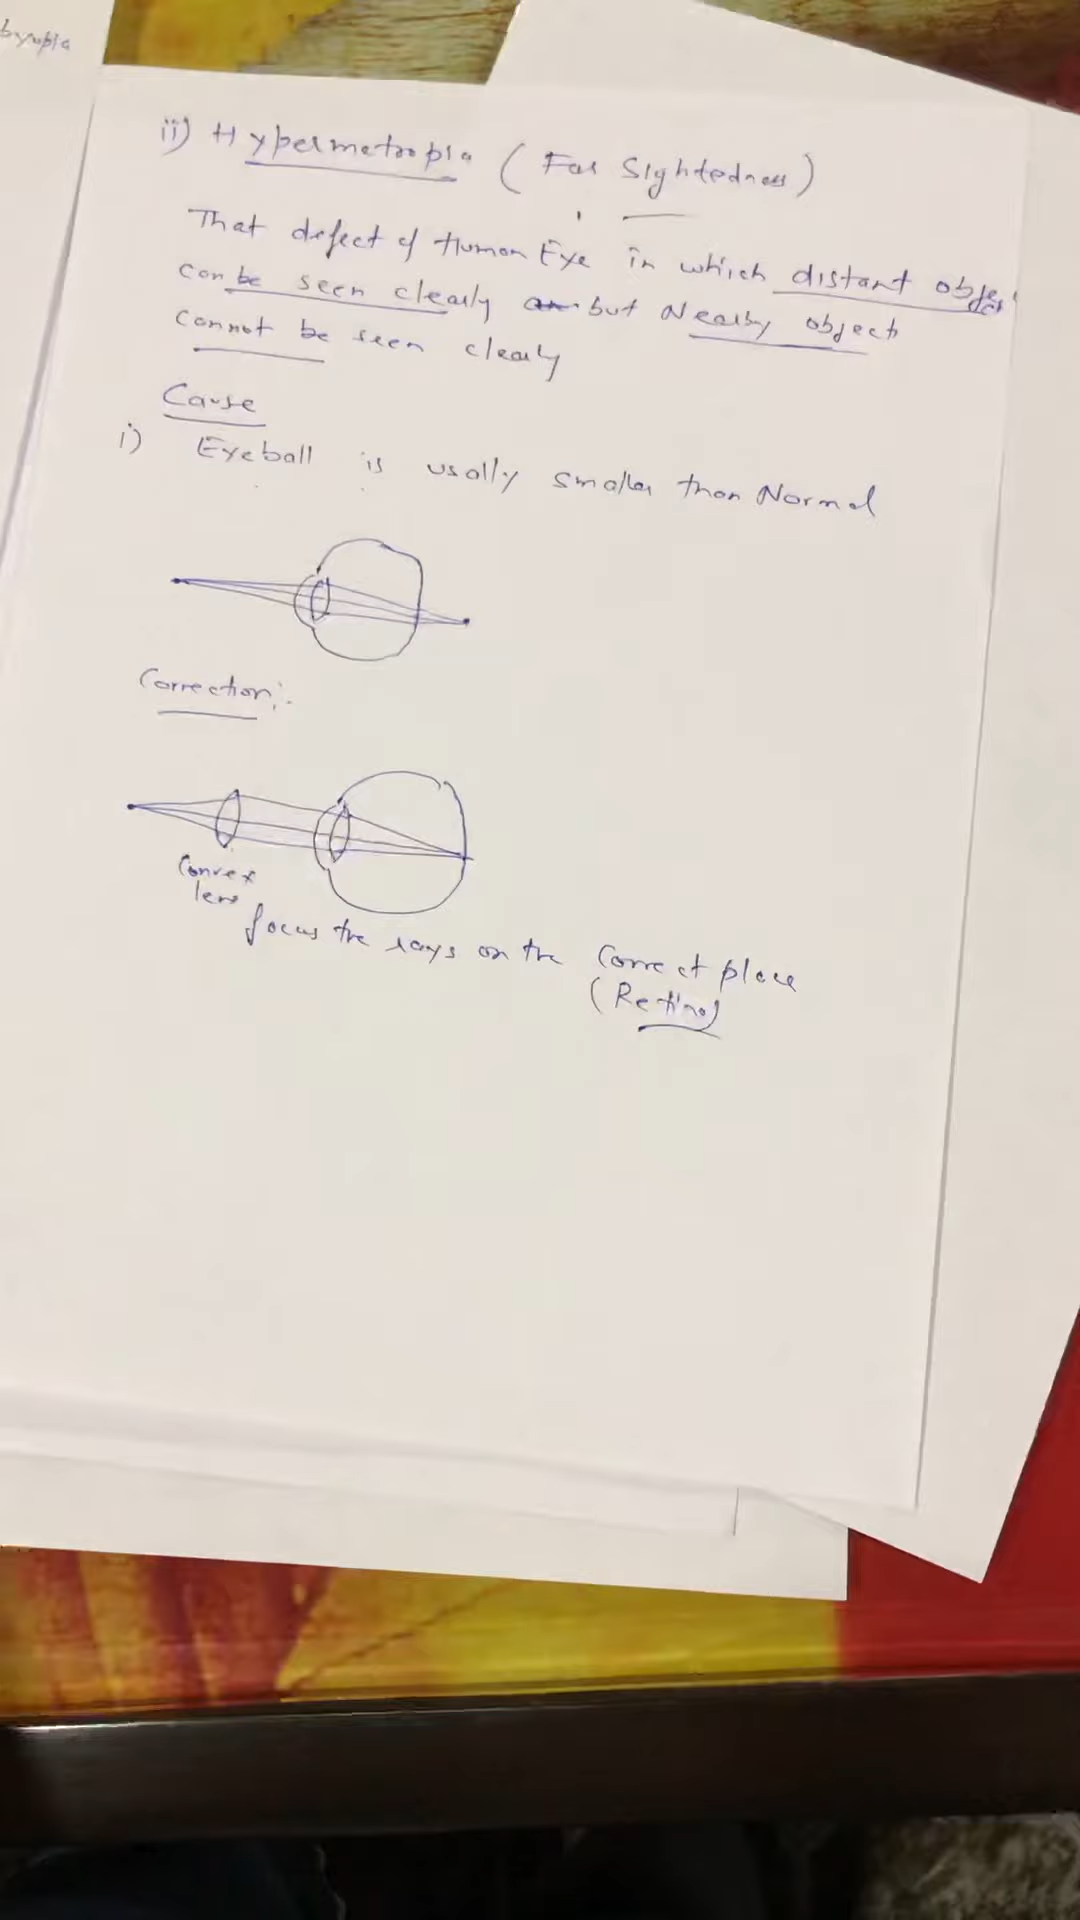 byopia
ii) Hypermetropia ( Far Sightedness)
That defect of Human Eye in which distant object
can be seen clearly but Nearby object
cannot be seen clearly
Cause
i) Eyeball is usally smaller than Normal
Correction:-
Convex
lens
focus the rays on the Correct place
(Retina)